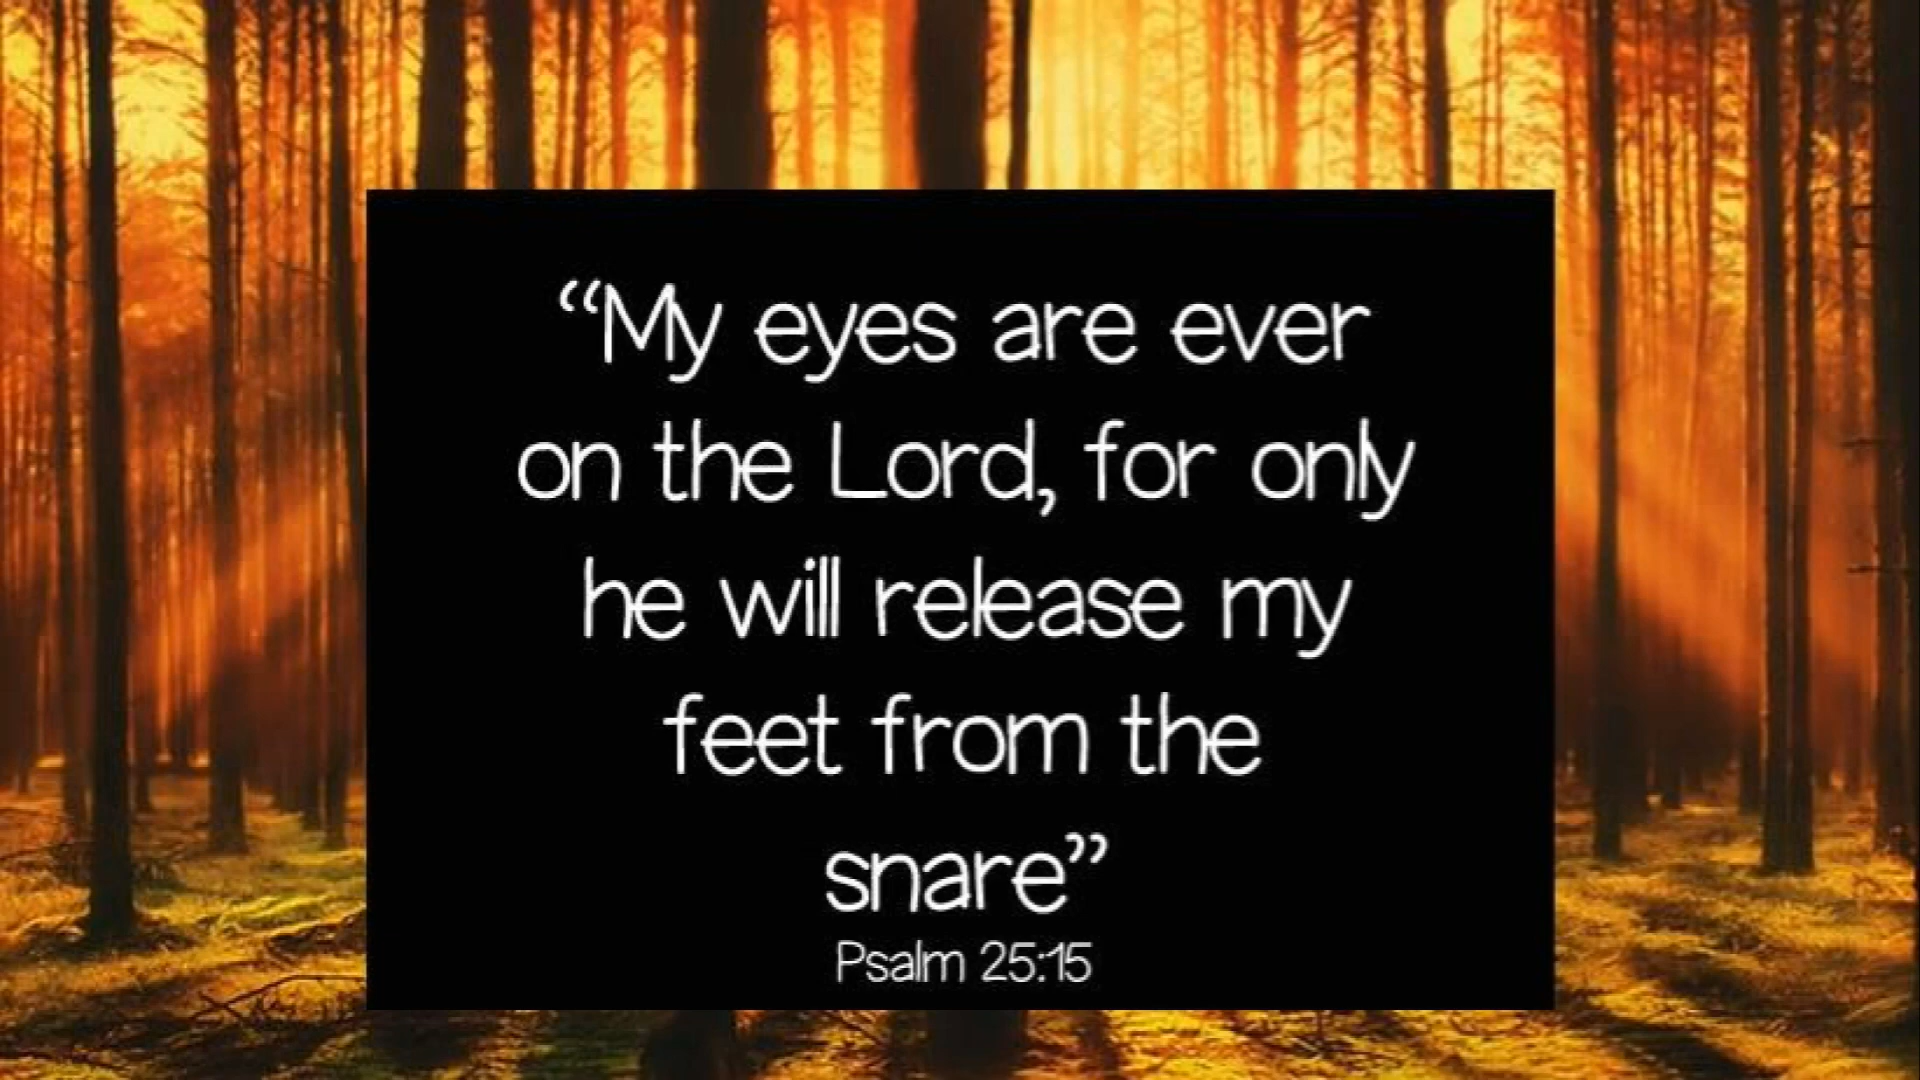 “My eyes are ever
on the Lord, for only
he will release my
feet from the
snare”
Psalm 25:15